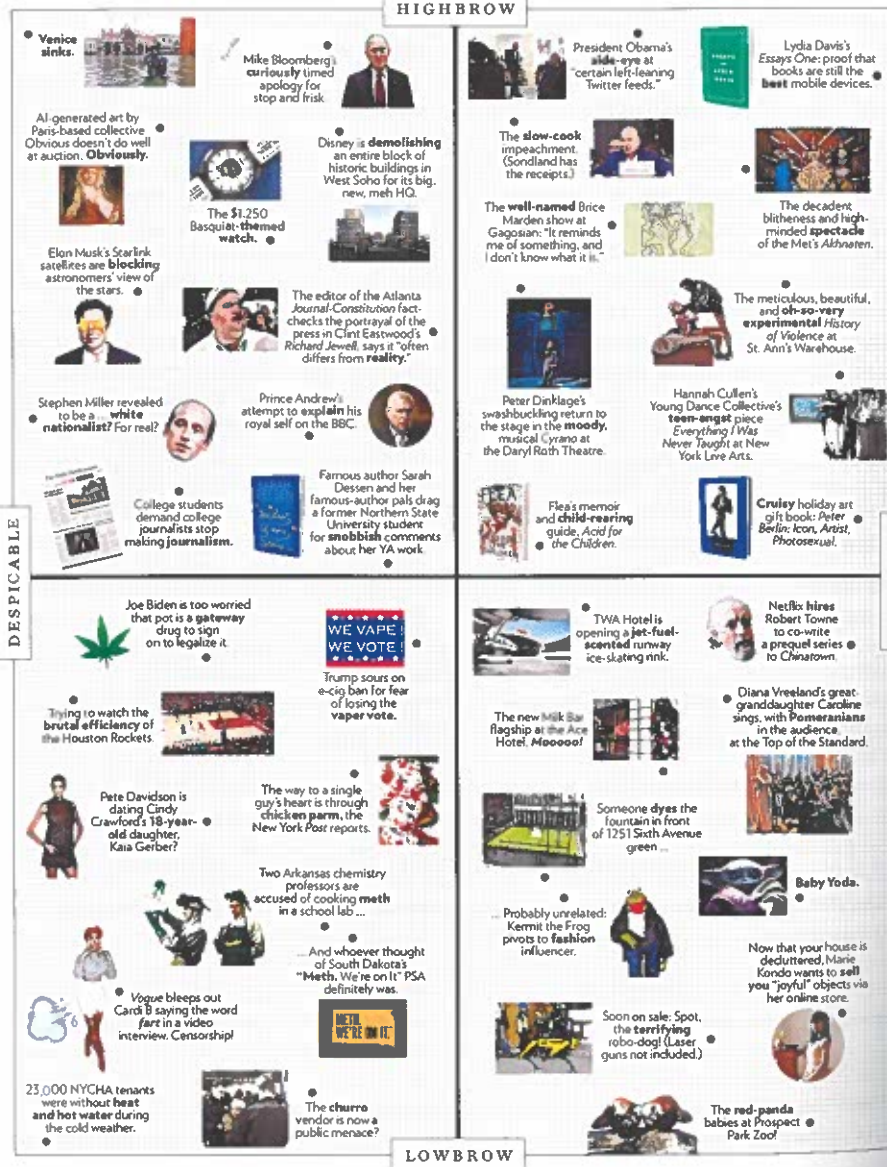 HIGHBROW
Venice
sinks.
Mike Bloomberg's
curiously timed
apology for
stop and frisk.
AI-generated art by
Paris-based collective
Obvious doesn't do well
at auction. Obviously.
The $1,250
Basquiat-themed
watch.
Disney is demolishing
an entire block of
historic buildings in
West Soho for its big,
new, meh HQ.
Elon Musk's Starlink
satellites are blocking
astronomers' view of
the stars.
The editor of the Atlanta
Journal-Constitution fact-
checks the portrayal of the
press in Clint Eastwood's
Richard Jewell, says it "often
differs from reality."
Stephen Miller revealed
to be a ... white
nationalist? For real?
Prince Andrew's
attempt to explain his
royal self on the BBC.
College students
demand college
journalists stop
making journalism.
Famous author Sarah
Dessen and her
famous-author pals drag
a former Northern State
University student
for snobbish comments
about her YA work.
President Obama's
side-eye at
"certain left-leaning
Twitter feeds."
Lydia Davis's
Essays One: proof that
books are still the
best mobile devices.
The slow-cook
impeachment.
(Sondland has
the receipts.)
The decadent
blitheness and high-
minded spectacle
of the Met's Akhnaten.
The well-named Brice
Marden show at
Gagosian: "It reminds
me of something, and
I don't know what it is."
The meticulous, beautiful,
and oh-so-very
experimental History
of Violence at
St. Ann's Warehouse.
Peter Dinklage's
swashbuckling return to
the stage in the moody,
musical Cyrano at
the Daryl Roth Theatre.
Hannah Cullen's
Young Dance Collective's
teen-angst piece
Everything I Was
Never Taught at New
York Live Arts.
FLEA
Flea's memoir
and child-rearing
guide, Acid for
the Children.
Cruisy holiday art
gift book: Peter
Berlin: Icon, Artist,
Photosexual.
DESPICABLE
Joe Biden is too worried
that pot is a gateway
drug to sign
on to legalize it.
WE VAPE!
WE VOTE!
Trump sours on
e-cig ban for fear
of losing the
vaper vote.
Trying to watch the
brutal efficiency of
the Houston Rockets.
Pete Davidson is
dating Cindy
Crawford's 18-year-
old daughter,
Kaia Gerber?
The way to a single
guy's heart is through
chicken parm, the
New York Post reports.
Two Arkansas chemistry
professors are
accused of cooking meth
in a school lab ...
... And whoever thought
of South Dakota's
"Meth. We're on It" PSA
definitely was.
METH.
WE'RE ON IT.
Vogue bleeps out
Cardi B saying the word
fart in a video
interview. Censorship!
23,000 NYCHA tenants
were without heat
and hot water during
the cold weather.
The churro
vendor is now a
public menace?
TWA Hotel is
opening a jet-fuel-
scented runway
ice-skating rink.
Netflix hires
Robert Towne
to co-write
a prequel series
to Chinatown.
The new Milk Bar
flagship at the Ace
Hotel. Mooooo!
Diana Vreeland's great-
granddaughter Caroline
sings, with Pomeranians
in the audience,
at the Top of the Standard.
Someone dyes the
fountain in front
of 1251 Sixth Avenue
green ...
Baby Yoda.
... Probably unrelated:
Kermit the Frog
pivots to fashion
influencer.
Now that your house is
decluttered, Marie
Kondo wants to sell
you "joyful" objects via
her online store.
Soon on sale: Spot,
the terrifying
robo-dog! (Laser
guns not included.)
The red-panda
babies at Prospect
Park Zoo!
LOWBROW